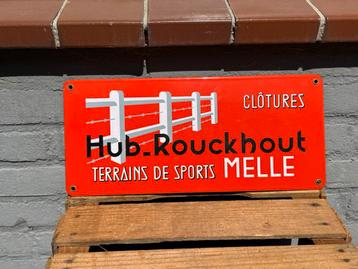 CLÔTURES
Hub-Rouckhout
TERRAINS DE SPORTS MELLE